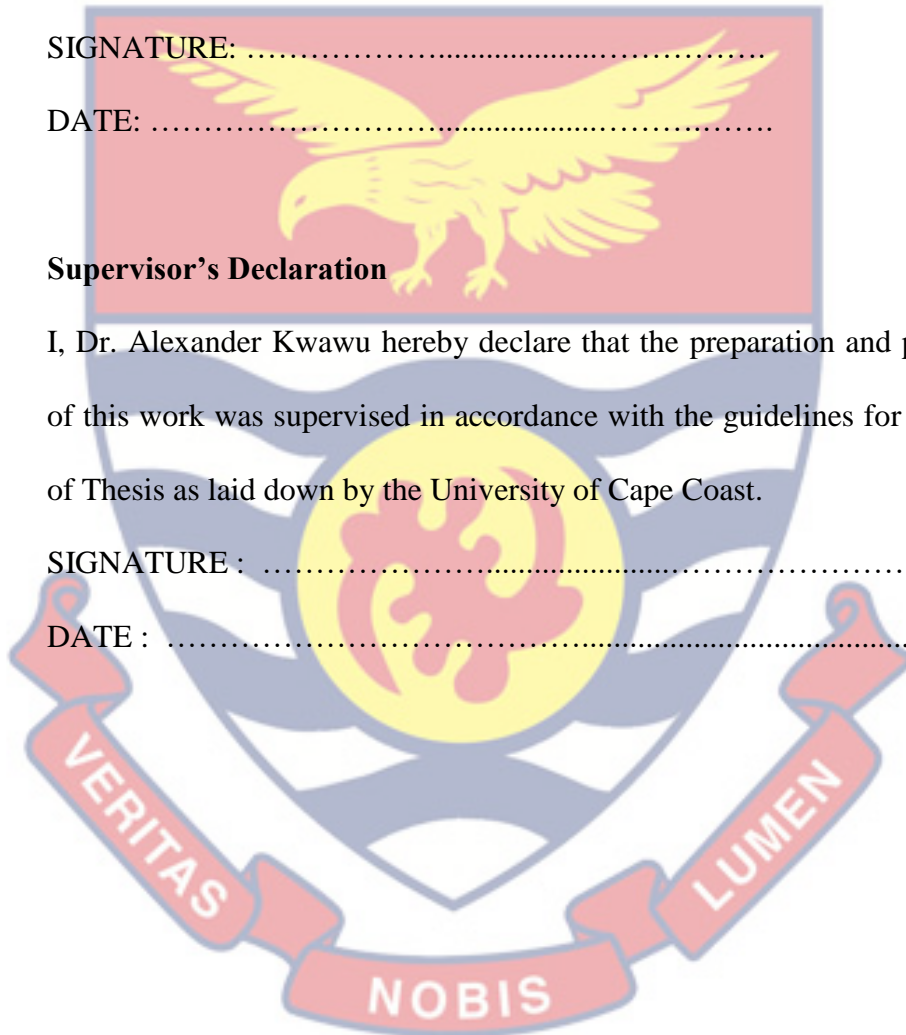 SIGNATURE: ………………....................…………….
DATE: ……………………….....................……….…….
Supervisor’s Declaration
I, Dr. Alexander Kwawu hereby declare that the preparation and
of this work was supervised in accordance with the guidelines for
of Thesis as laid down by the University of Cape Coast.
SIGNATURE : …………………......................…………………
DATE : …………………………………….......................................
VERITAS
NOBIS
LUMEN